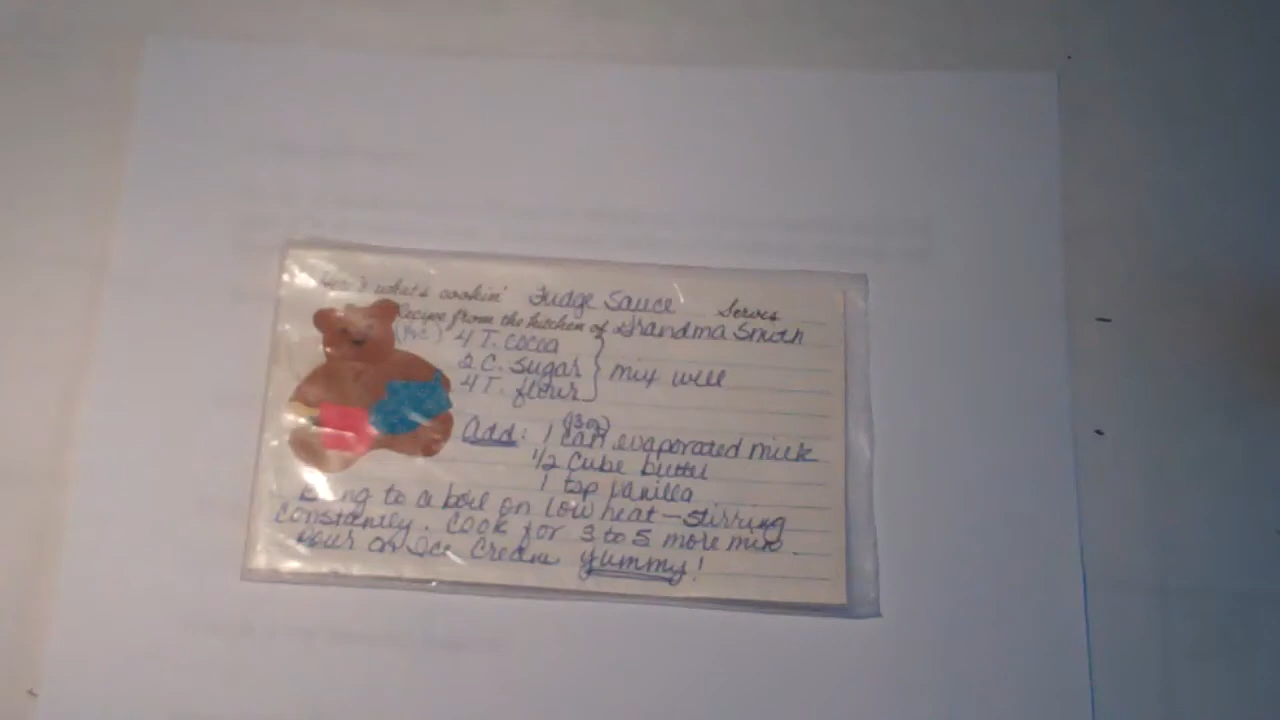 Here's what's cookin' Fudge Sauce Serves
Recipe from the kitchen of Grandma Smith
4 T. cocoa
2 C. sugar } mix well
4 T. flour
Add: 1 can evaporated milk
1/2 cube butter
1 tsp vanilla
Bring to a boil on low heat - stirring
constantly. Cook for 3 to 5 more min.
Pour on Ice Cream yummy!